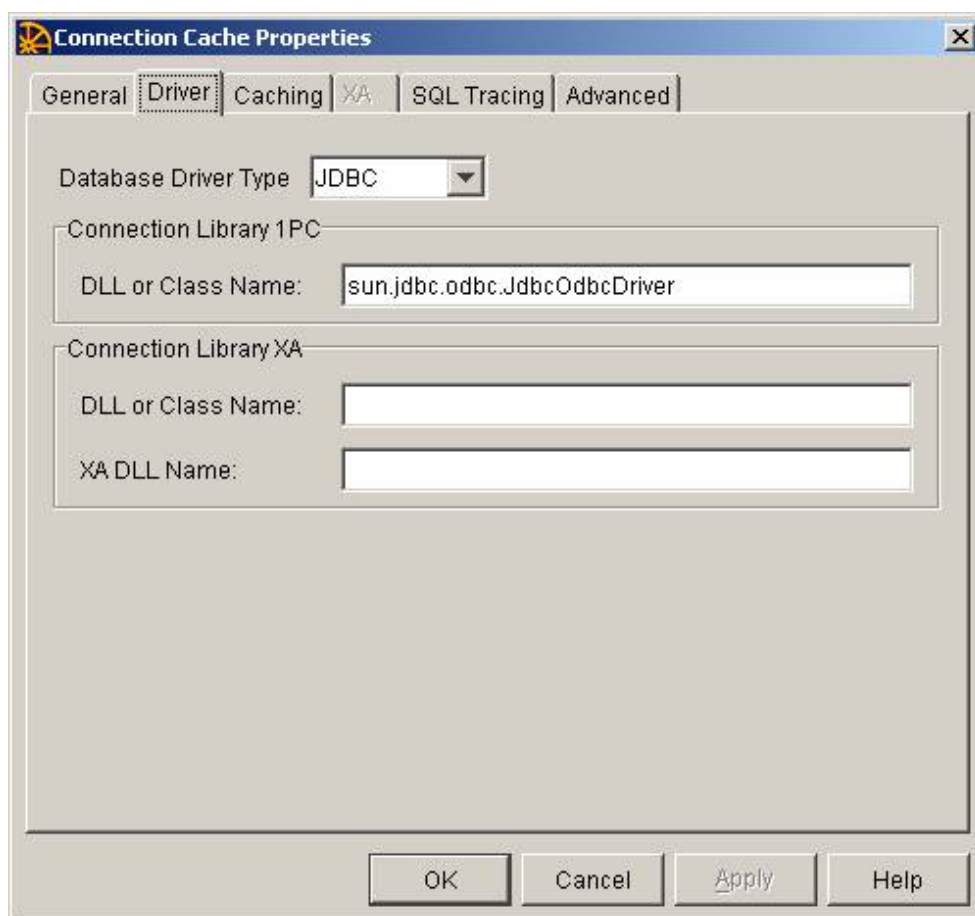 Connection Cache Properties
General Driver Caching XA SQL Tracing Advanced
Database Driver Type JDBC
Connection Library 1PC
DLL or Class Name: sun.jdbc.odbc.JdbcOdbcDriver
Connection Library XA
DLL or Class Name:
XA DLL Name:
OK Cancel Apply Help